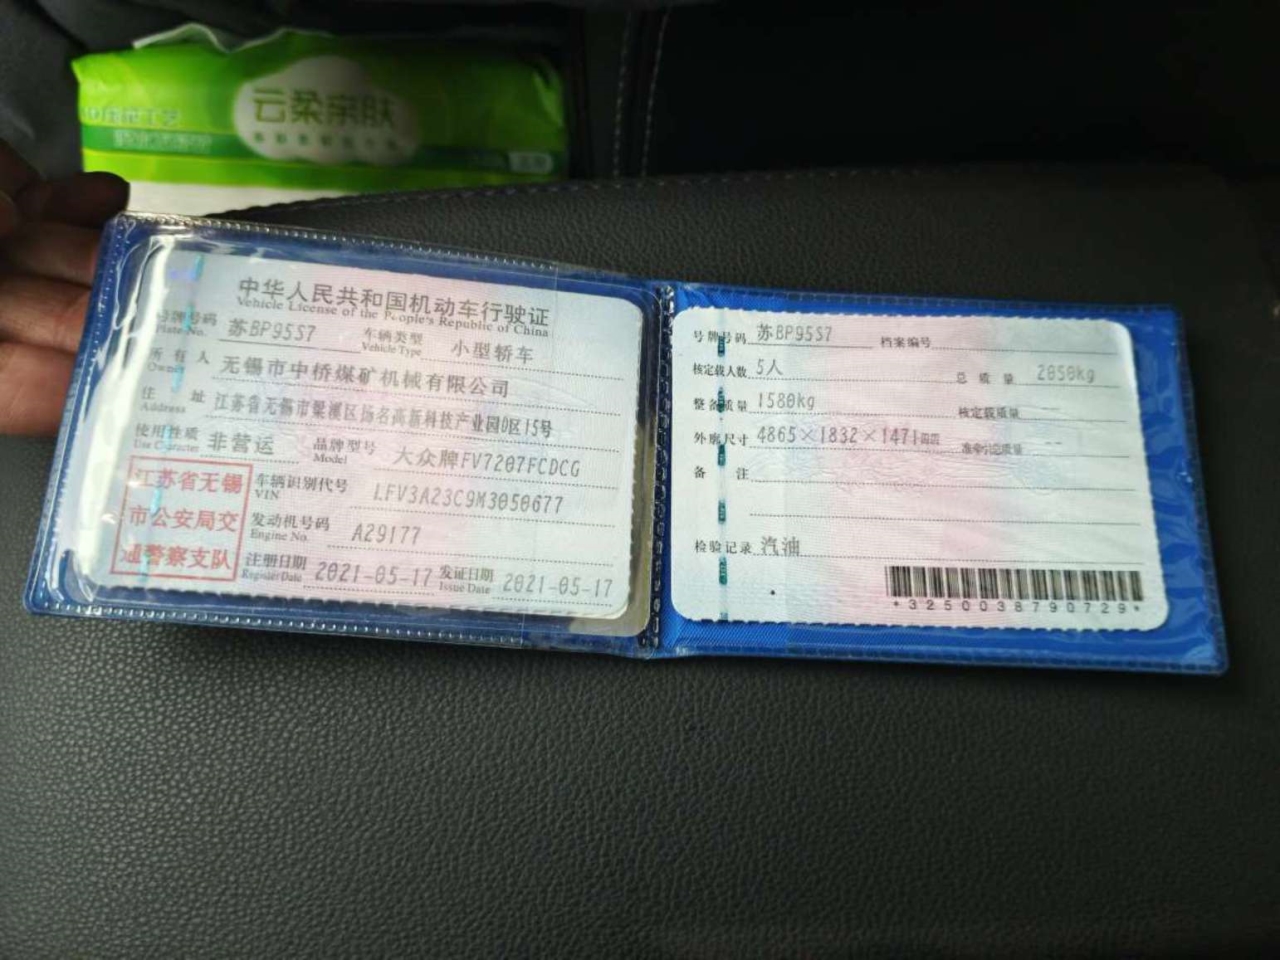 云柔亲肤
中华人民共和国机动车行驶证
Vehicle License of the People's Republic of China
号牌号码 苏BP95S7 车辆类型 小型轿车
Plate No. Vehicle Type
所有人 无锡市中桥煤矿机械有限公司
Owner
住址 江苏省无锡市梁溪区扬名高新科技产业园D区15号
Address
使用性质 非营运 品牌型号 大众牌FV7207FCDCG
Use Character Model
江苏省无锡
市公安局交
通警察支队
车辆识别代号 LFV3A23C9M3050677
VIN
发动机号码 A29177
Engine No.
注册日期 2021-05-17 发证日期 2021-05-17
Register Date Issue Date
号牌号码 苏BP95S7 档案编号
核定载人数 5人 总质量 2050kg
整备质量 1580kg 核定载质量 --
外廓尺寸 4865×1832×1471mm 准牵引总质量 --
备注
检验记录 汽油
*3250038790729*